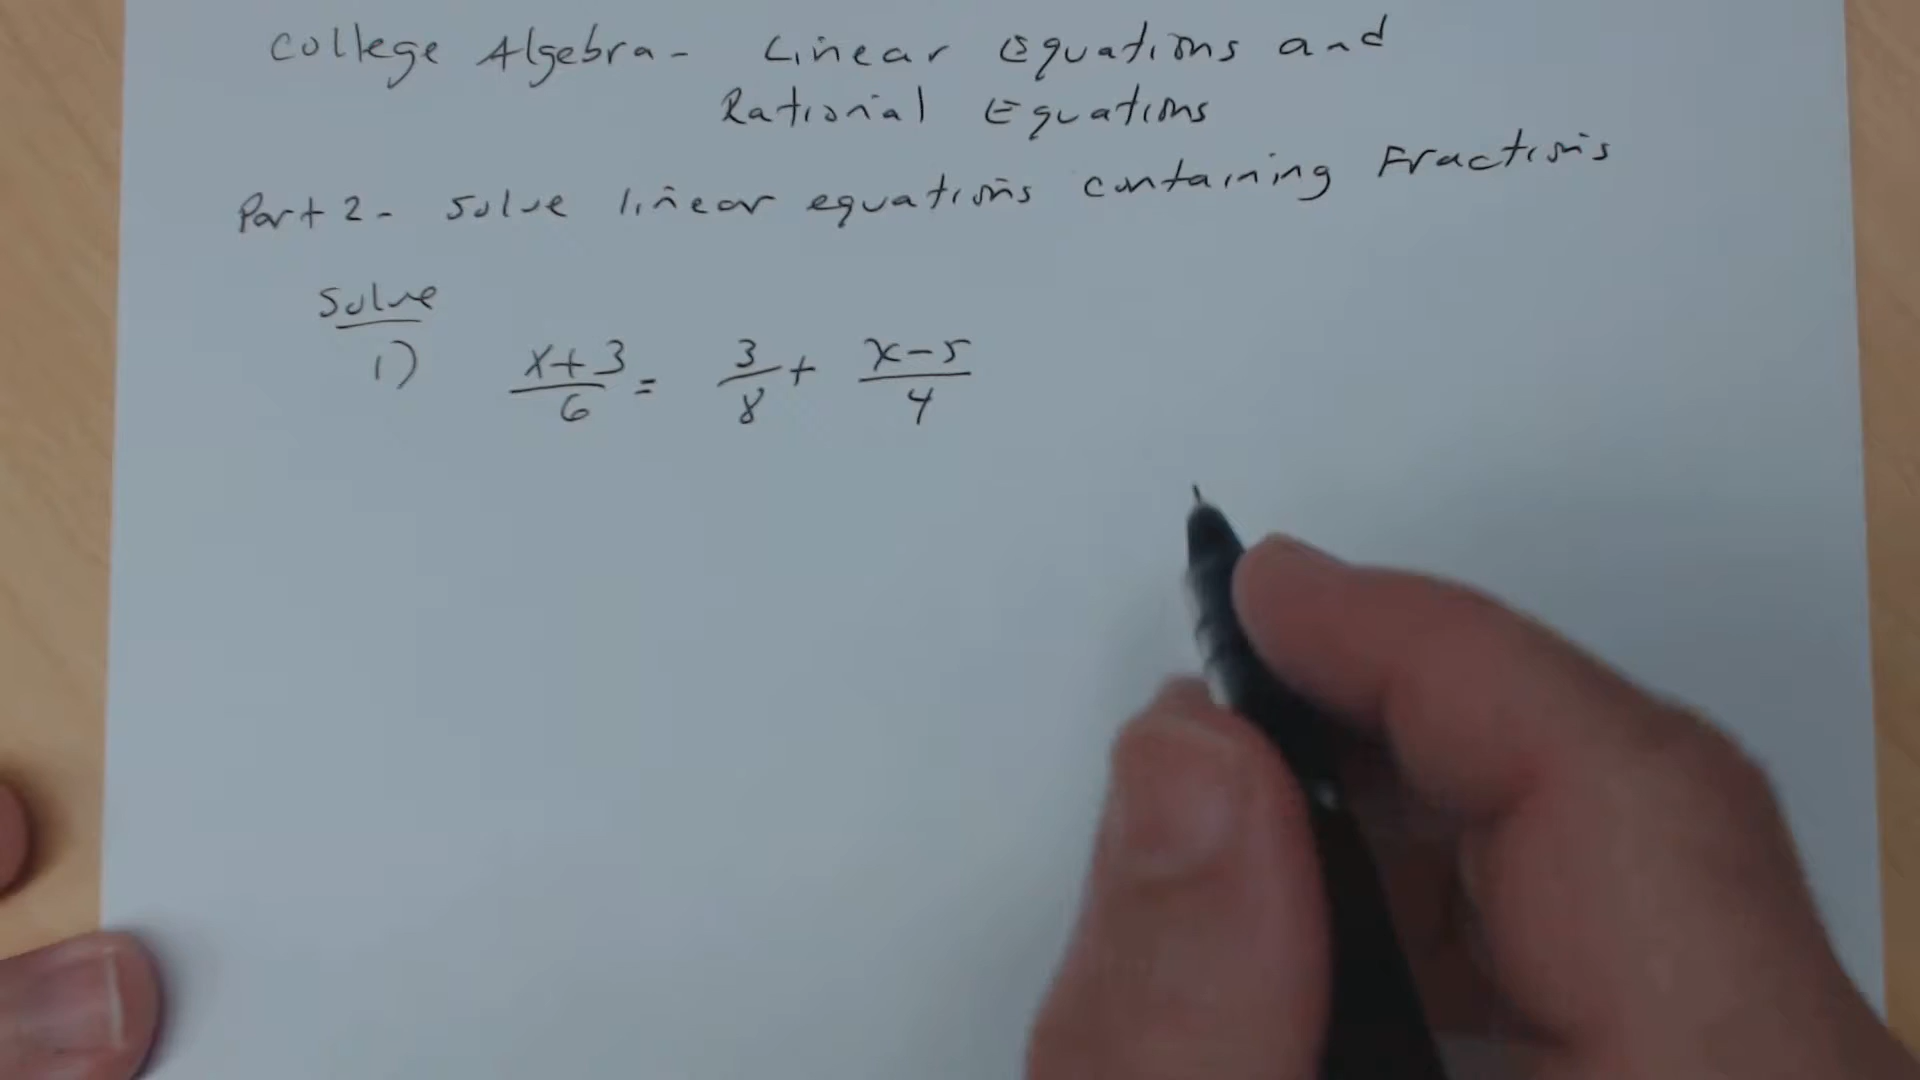 College Algebra - Linear Equations and
Rational Equations
Part 2 - Solve linear equations containing Fractions
Solve
1) x+3/6 = 3/8 + x-5/4